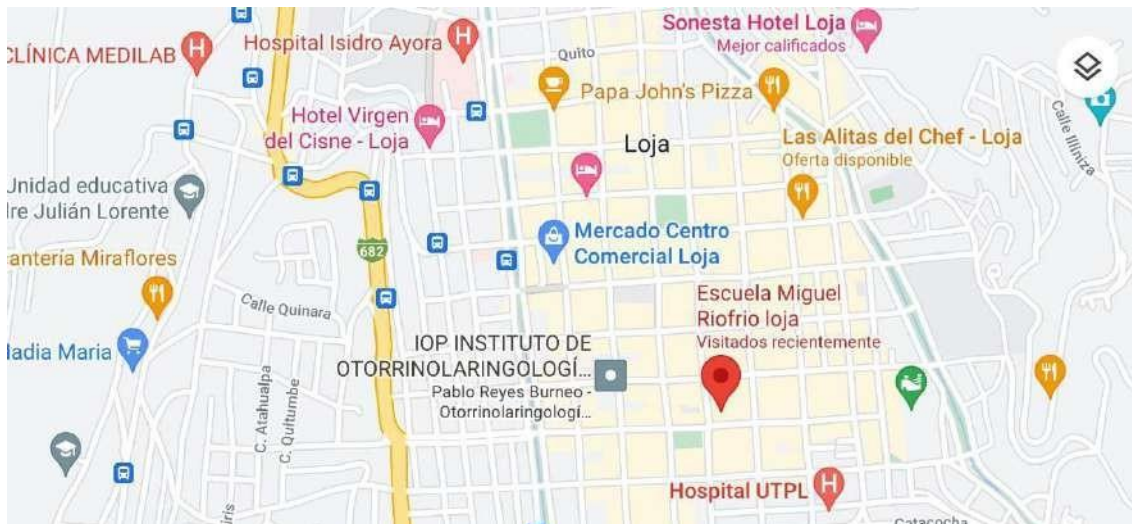 Sonesta Hotel Loja
Mejor calificados
CLÍNICA MEDILAB
Hospital Isidro Ayora
Quito
Papa John's Pizza
Hotel Virgen
del Cisne - Loja
Loja
Las Alitas del Chef - Loja
Oferta disponible
Calle Illiniza
Unidad educativa
dre Julián Lorente
Mercado Centro
Comercial Loja
682
antería Miraflores
Calle Quinara
Escuela Miguel
Riofrio loja
Visitados recientemente
adia Maria
IOP INSTITUTO DE
OTORRINOLARINGOLOGÍ...
Pablo Reyes Burneo -
Otorrinolaringologí...
C. Atahualpa
C. Quitumbe
Hospital UTPL
Catacocha